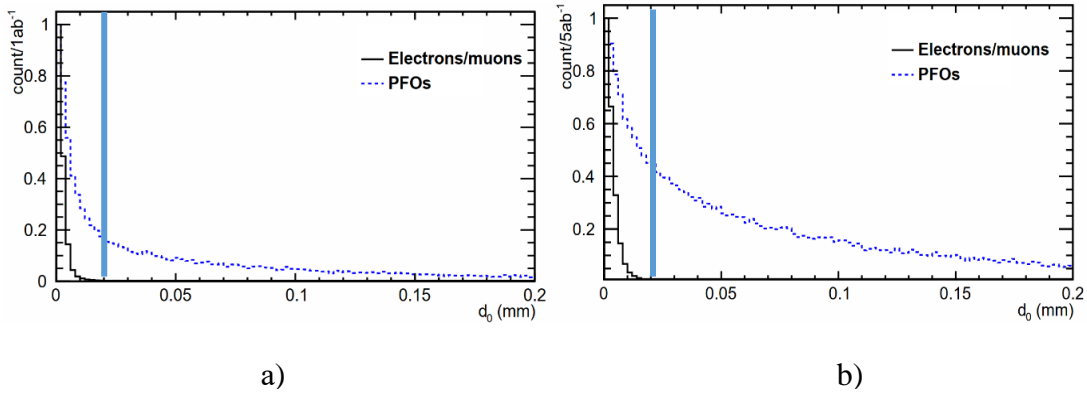 count/1ab⁻¹
1
0.8
0.6
0.4
0.2
0
0 0.05 0.1 0.15 0.2
d₀ (mm)
Electrons/muons
PFOs
a)
count/5ab⁻¹
1
0.8
0.6
0.4
0.2
0 0.05 0.1 0.15 0.2
d₀ (mm)
Electrons/muons
PFOs
b)